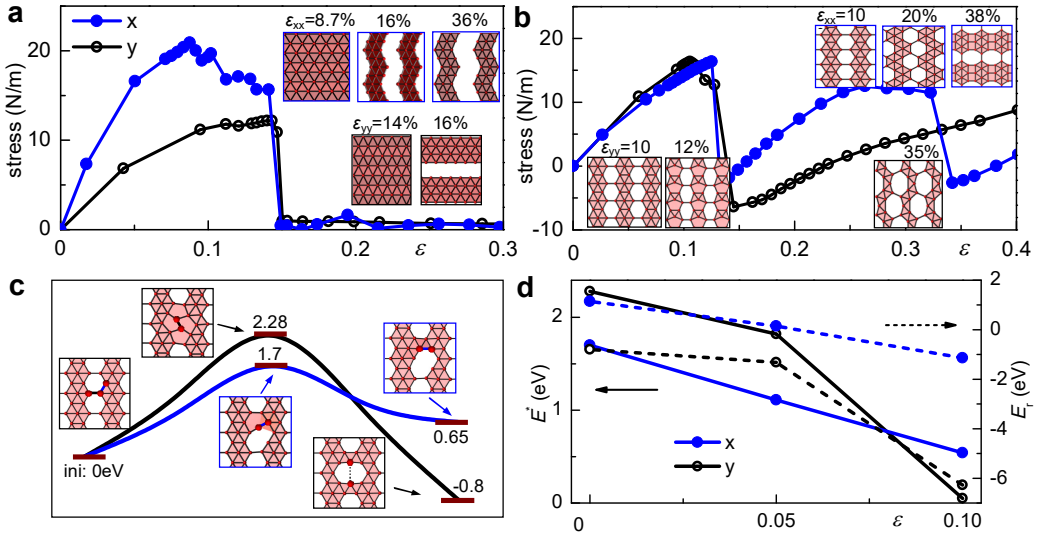 a
x
y
stress (N/m)
20
10
0
0
0.1
0.2
0.3
ε
εxx=8.7%
16%
36%
εyy=14%
16%
b
stress (N/m)
20
10
0
-10
0
0.1
0.2
0.3
0.4
ε
εxx=10
20%
38%
εyy=10
12%
35%
c
2.28
1.7
0.65
ini: 0eV
-0.8
d
E* (eV)
2
1
0
0
0.05
0.10
ε
x
y
2
0
-2
-4
-6
Er (eV)